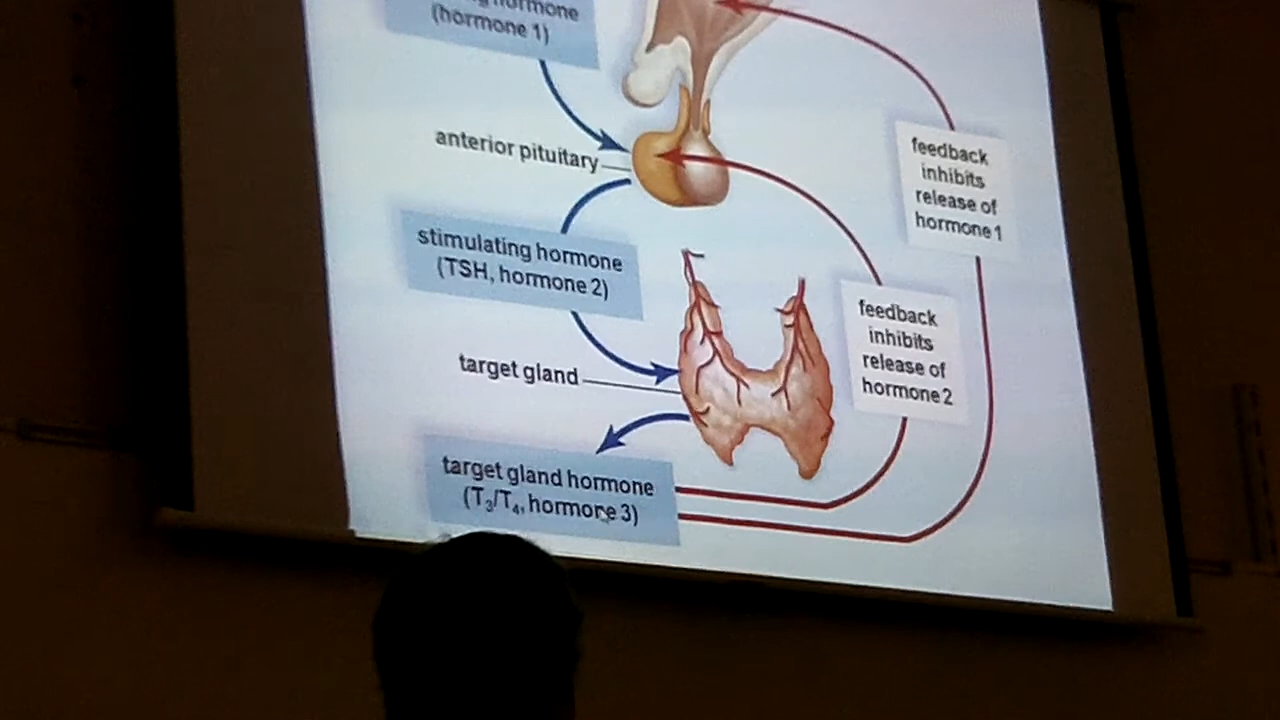 hormone
(hormone 1)
anterior pituitary
stimulating hormone
(TSH, hormone 2)
target gland
target gland hormone
(T₃/T₄, hormone 3)
feedback
inhibits
release of
hormone 1
feedback
inhibits
release of
hormone 2